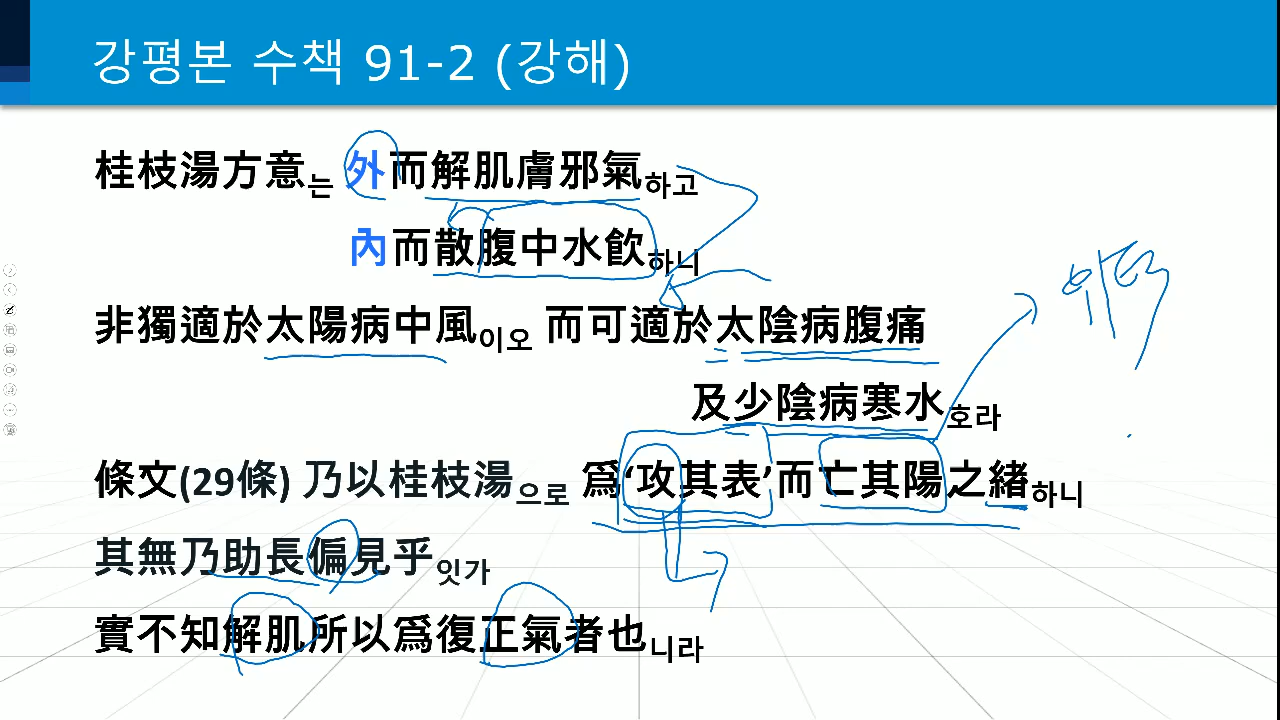 강평본 수책 91-2 (강해)
桂枝湯方意는 外而解肌膚邪氣하고
內而散腹中水飮하니
非獨適於太陽病中風이오 而可適於太陰病腹痛
及少陰病寒水호라
條文(29條) 乃以桂枝湯으로 爲‘攻其表’而亡其陽之緖하니
其無乃助長偏見乎잇가
實不知解肌所以爲復正氣者也니라